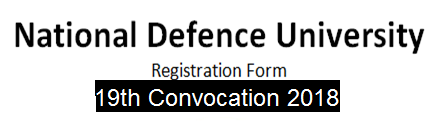 National Defence University
Registration Form
19th Convocation 2018